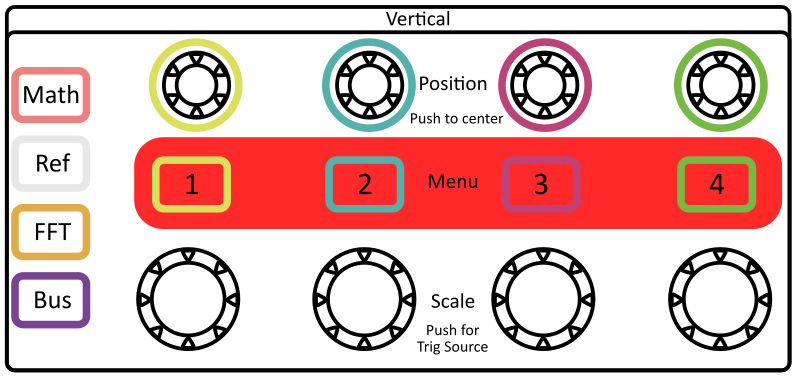 Vertical
Math
Position
Push to center
Ref
1
2
Menu
3
4
FFT
Bus
Scale
Push for
Trig Source